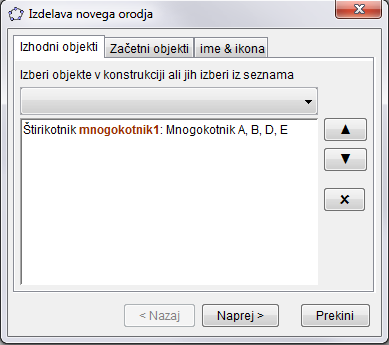 Izdelava novega orodja
Izhodni objekti
Začetni objekti
ime & ikona
Izberi objekte v konstrukciji ali jih izberi iz seznama
Štirikotnik mnogokotnik1: Mnogokotnik A, B, D, E
< Nazaj
Naprej >
Prekini